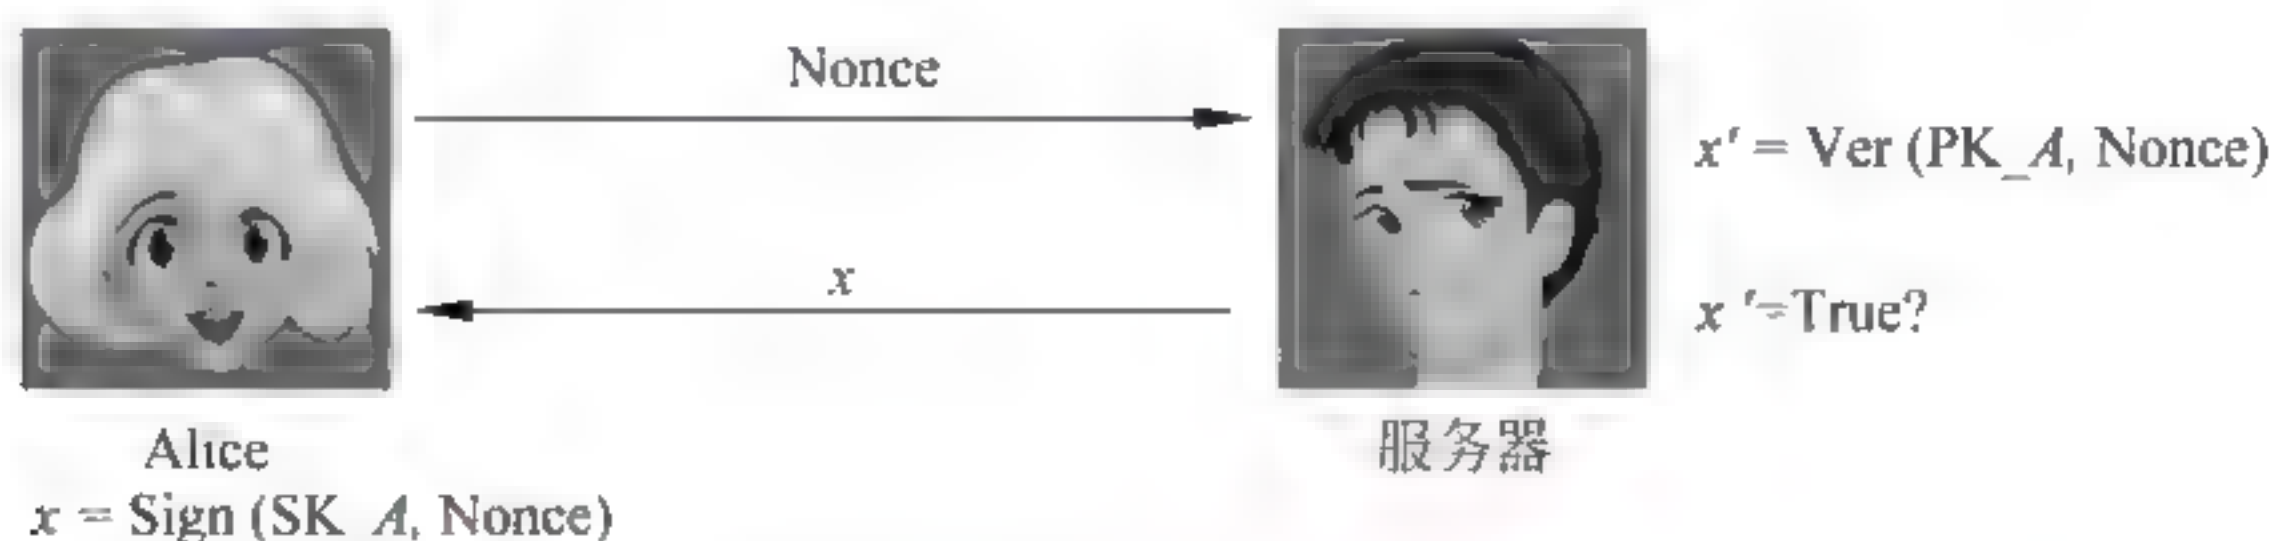 Nonce
x' = Ver (PK_A, Nonce)
x
x '=True?
Alice
服务器
x = Sign (SK_A, Nonce)